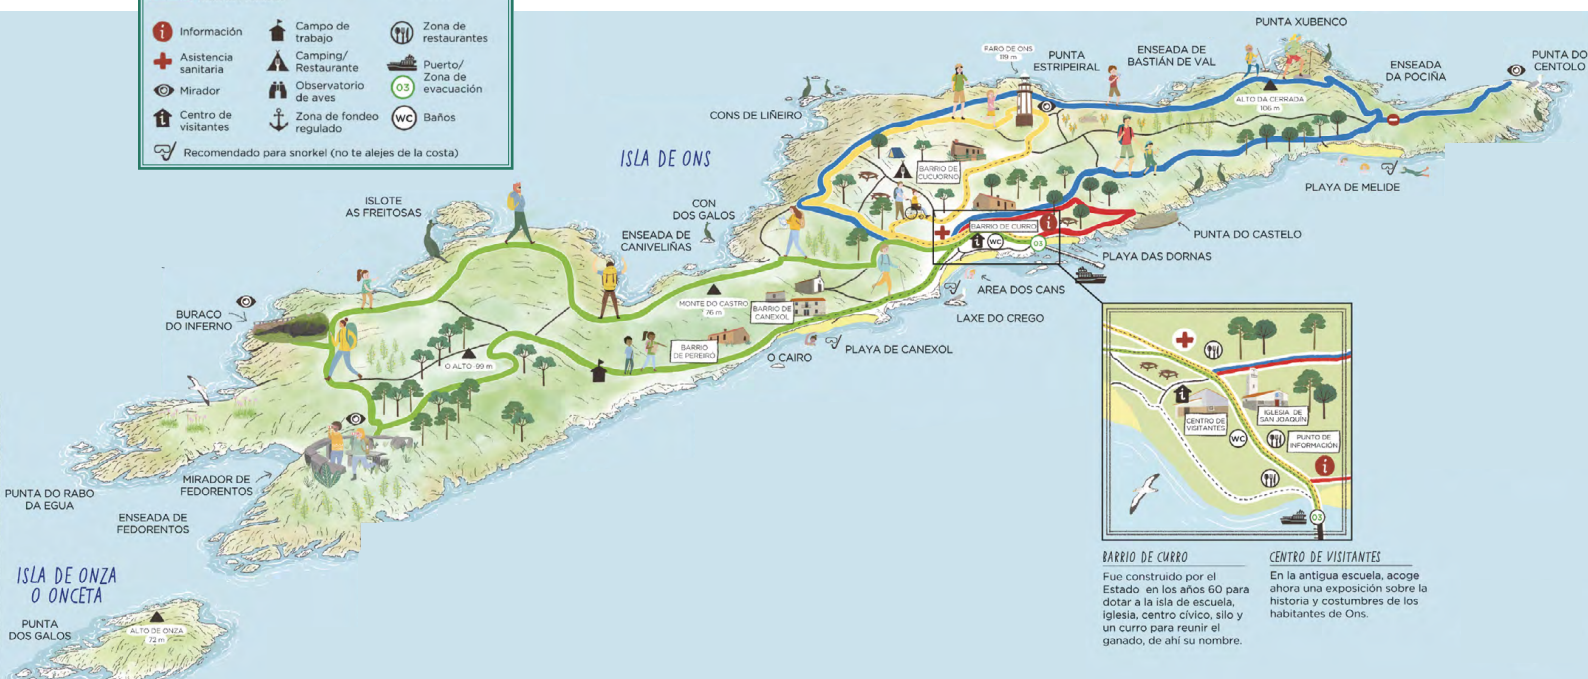 Información
Asistencia
sanitaria
Mirador
Centro de
visitantes
Campo de
trabajo
Camping/
Restaurante
Observatorio
de aves
Zona de fondeo
regulado
Zona de
restaurantes
Puerto/
Zona de
evacuación
03
WC
Baños
Recomendado para snorkel (no te alejes de la costa)
ISLA DE ONS
PUNTA XUBENCO
FARO DE ONS
119 m
PUNTA
ESTRIPEIRAL
ENSEADA DE
BASTIÁN DE VAL
ENSEADA
DA POCIÑA
PUNTA DO
CENTOLO
ALTO DA CERRADA
106 m
CONS DE LIÑEIRO
BARRIO DE
CUCUORNO
PLAYA DE MELIDE
ISLOTE
AS FREITOSAS
CON
DOS GALOS
ENSEADA DE
CANIVELIÑAS
BARRIO DE CURRO
WC
03
PUNTA DO CASTELO
PLAYA DAS DORNAS
AREA DOS CANS
LAXE DO CREGO
BURACO
DO INFERNO
MONTE DO CASTRO
76 m
BARRIO DE
CANEXOL
BARRIO
DE PEREIRÓ
O CAIRO
PLAYA DE CANEXOL
O ALTO -99 m
MIRADOR DE
FEDORENTOS
PUNTA DO RABO
DA EGUA
ENSEADA DE
FEDORENTOS
ISLA DE ONZA
O ONCETA
PUNTA
DOS GALOS
ALTO DE ONZA
72 m
CENTRO DE
VISITANTES
IGLESIA DE
SAN JOAQUÍN
WC
PUNTO DE
INFORMACIÓN
03
BARRIO DE CURRO
Fue construido por el
Estado en los años 60 para
dotar a la isla de escuela,
iglesia, centro cívico, silo y
un curro para reunir el
ganado, de ahí su nombre.
CENTRO DE VISITANTES
En la antigua escuela, acoge
ahora una exposición sobre la
historia y costumbres de los
habitantes de Ons.